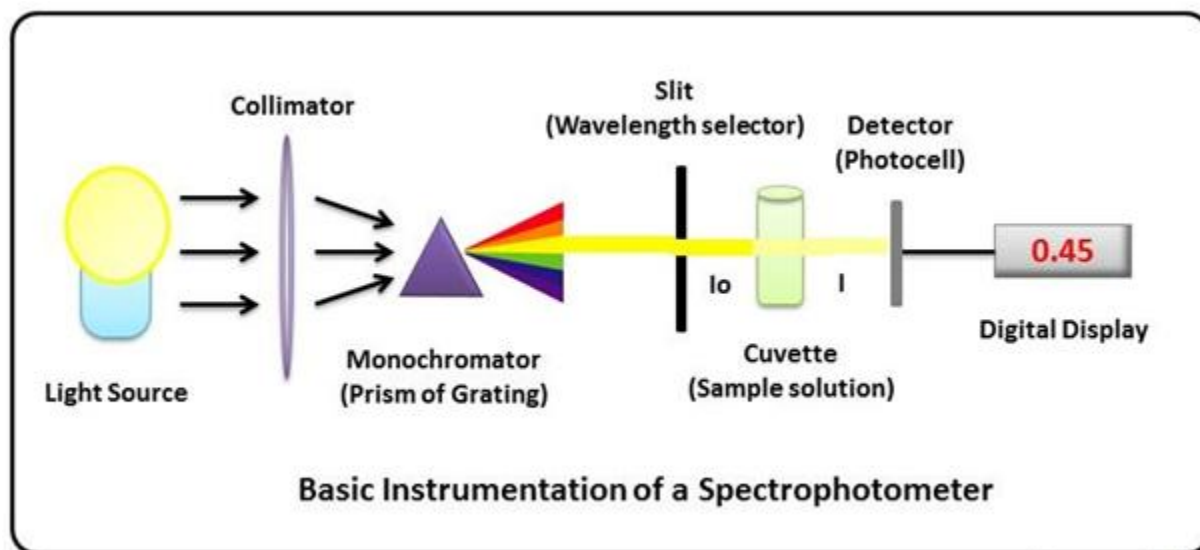 Collimator
Slit
(Wavelength selector)
Detector
(Photocell)
Io
I
0.45
Digital Display
Cuvette
(Sample solution)
Monochromator
(Prism of Grating)
Light Source
Basic Instrumentation of a Spectrophotometer